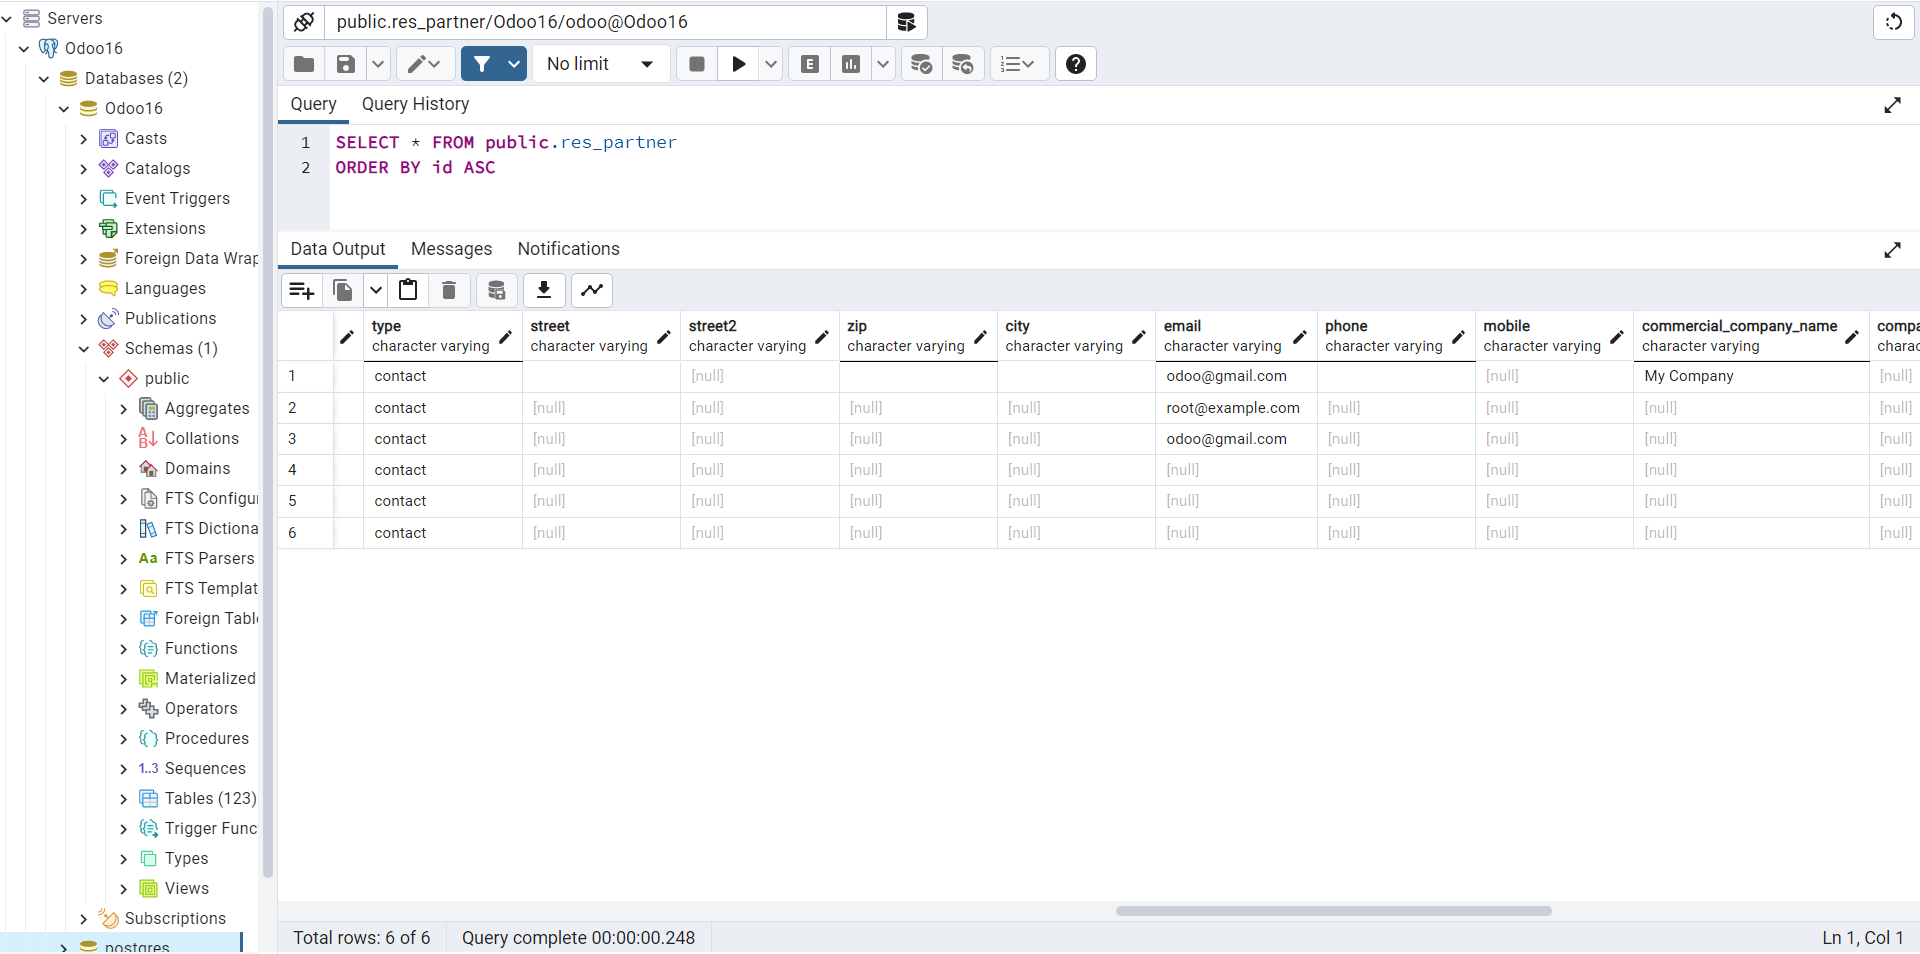 Servers
Odoo16
Databases (2)
Odoo16
Casts
Catalogs
Event Triggers
Extensions
Foreign Data Wrap
Languages
Publications
Schemas (1)
public
Aggregates
Collations
Domains
FTS Configu
FTS Dictiona
Aa FTS Parsers
FTS Templat
Foreign Tabl
Functions
Materialized
Operators
Procedures
1..3 Sequences
Tables (123)
Trigger Func
Types
Views
Subscriptions
postgres
public.res_partner/Odoo16/odoo@Odoo16
No limit
E
Query Query History
1 SELECT * FROM public.res_partner
2 ORDER BY id ASC
Data Output Messages Notifications
type street street2 zip city email phone mobile commercial_company_name compa
character varying character varying character varying character varying character varying character varying character varying character varying character varying charac
1 contact [null] odoo@gmail.com [null] My Company [null]
2 contact [null] [null] [null] [null] root@example.com [null] [null] [null] [null]
3 contact [null] [null] [null] [null] odoo@gmail.com [null] [null] [null] [null]
4 contact [null] [null] [null] [null] [null] [null] [null] [null] [null]
5 contact [null] [null] [null] [null] [null] [null] [null] [null] [null]
6 contact [null] [null] [null] [null] [null] [null] [null] [null] [null]
Total rows: 6 of 6 Query complete 00:00:00.248 Ln 1, Col 1